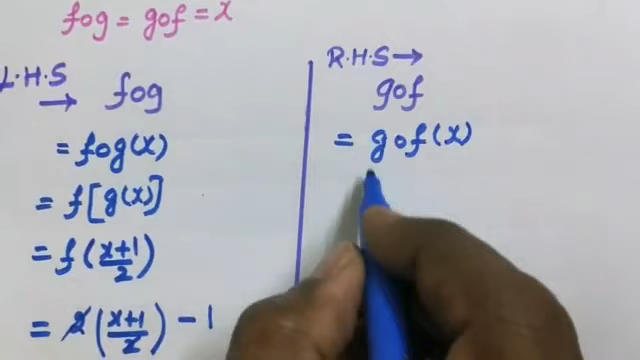 fog = gof = x
L.H.S
→ fog
= fog(x)
= f[g(x)]
= f(x+1/2)
= 2(x+1/2) - 1
R.H.S →
gof
= gof(x)